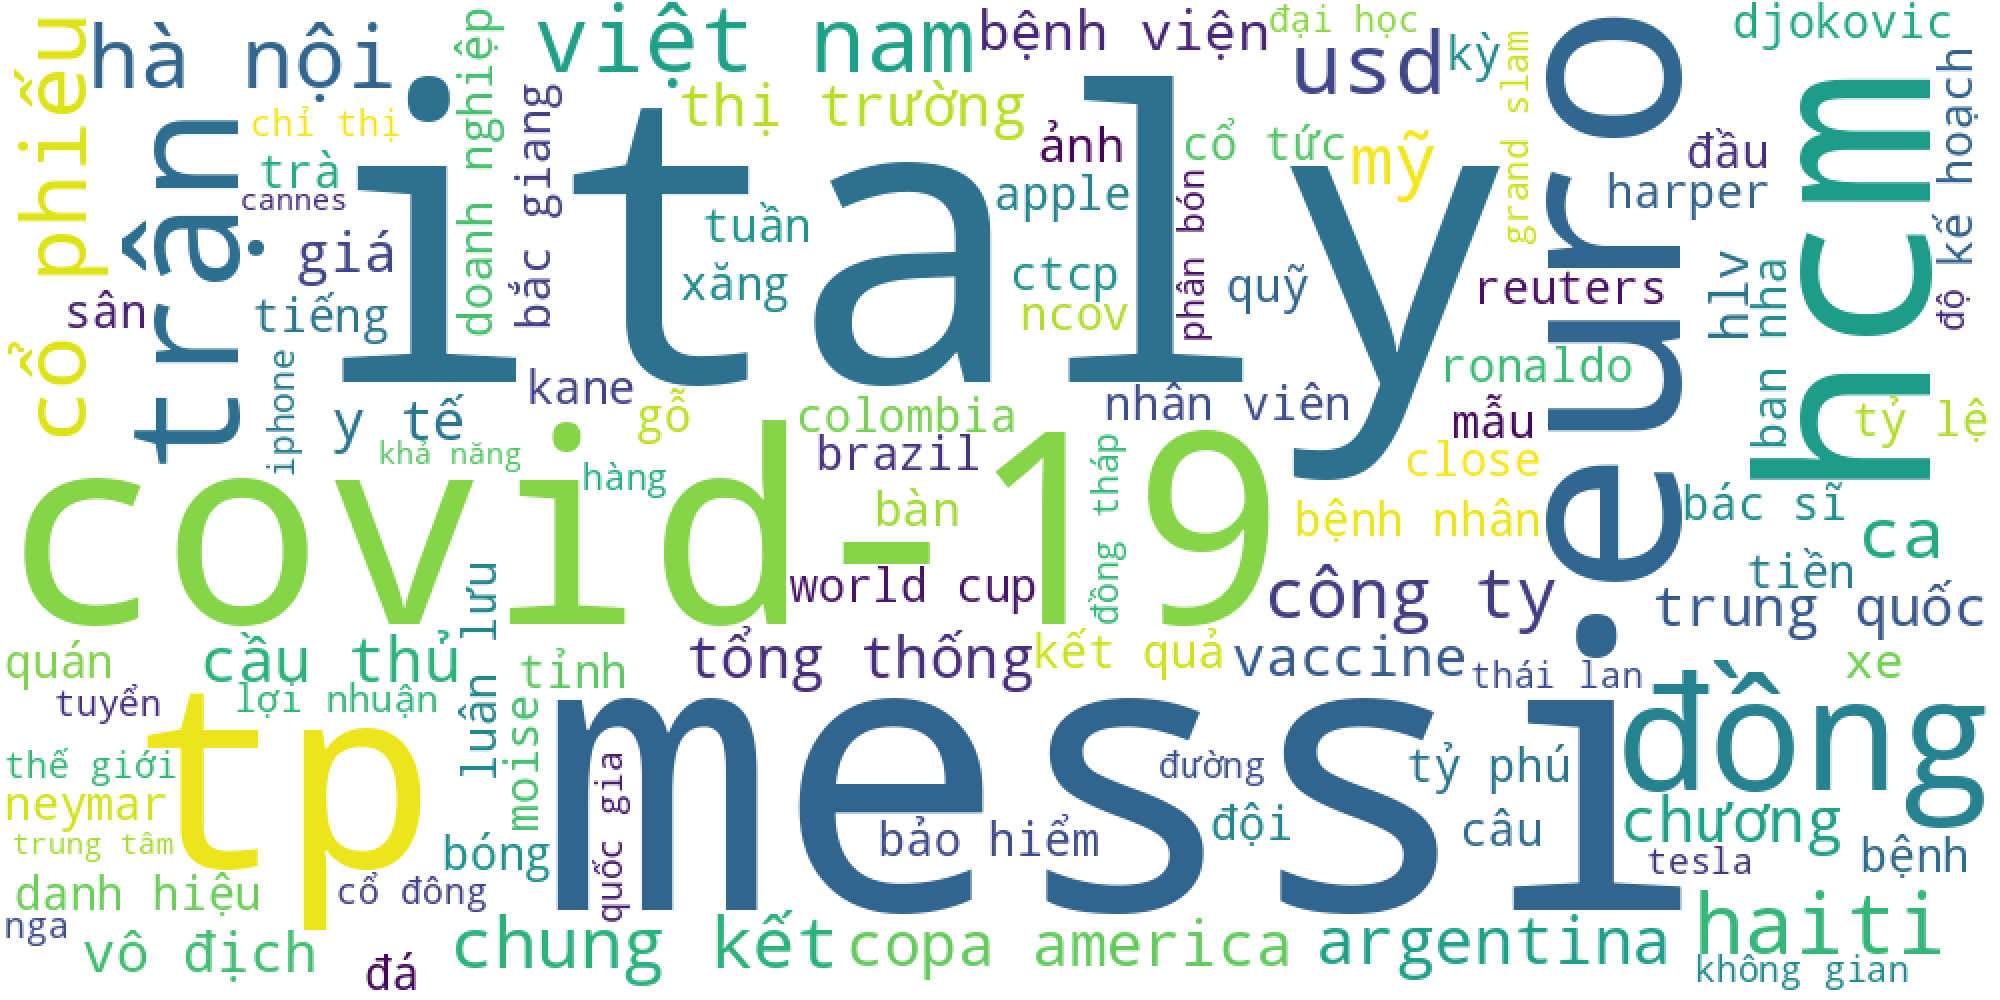 cổ phiếu
hà nội
doanh nghiệp
việt nam
bệnh viện
đại học
usd
kỳ
grand slam
euro
djokovic
kế hoạch
hcm
chỉ thị
trận
trà
cannes
giá
sân
tiếng
iphone
italy
bắc giang
thị trường
ảnh
cổ tức
mỹ
apple
phân bón
tuần
xăng
ctcp
ncov
quỹ
đầu
harper
reuters
hlv
ban nha
độ
ronaldo
tỷ lệ
y tế
kane
gỗ
colombia
nhân viên
mẫu
close
khả năng
hàng
brazil
bàn
đồng tháp
covid-19
bệnh nhân
bác sĩ
ca
world cup
công ty
tiền
trung quốc
luân lưu
quán
cầu thủ
tỉnh
tổng thống
kết quả
vaccine
thái lan
xe
tuyển
lợi nhuận
tp
moise
messi
đồng
thế giới
neymar
trung tâm
quốc gia
đường
tỷ phú
bảo hiểm
đội
câu
chương
bóng
tesla
bệnh
danh hiệu
cổ đông
nga
vô địch
đá
chung kết
copa america
argentina
haiti
không gian